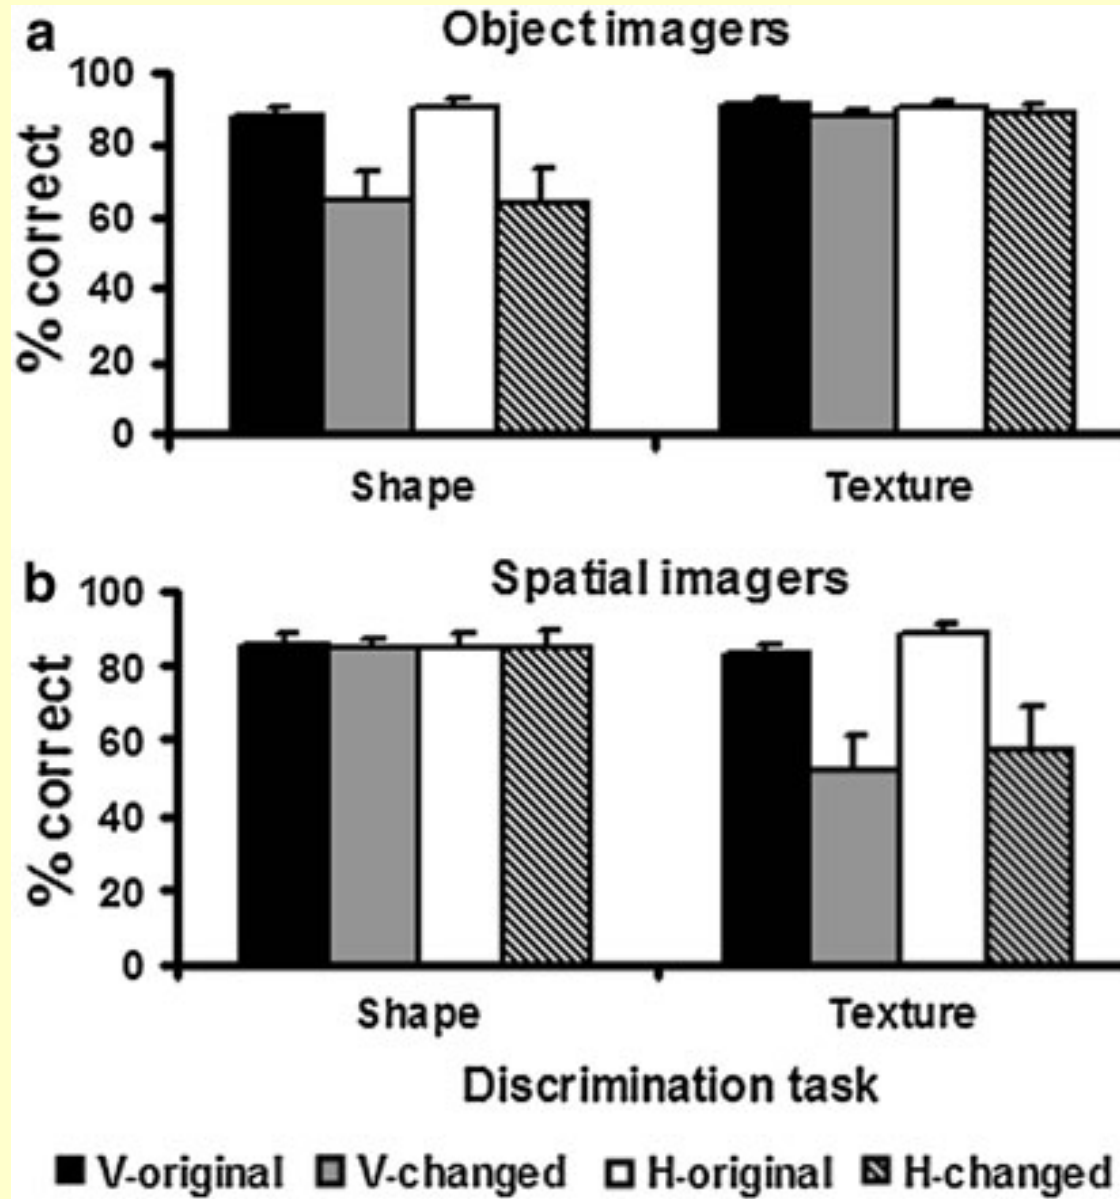 a
Object imagers
% correct
100
80
60
40
20
0
Shape Texture
b
Spatial imagers
% correct
100
80
60
40
20
0
Shape Texture
Discrimination task
V-original V-changed H-original H-changed